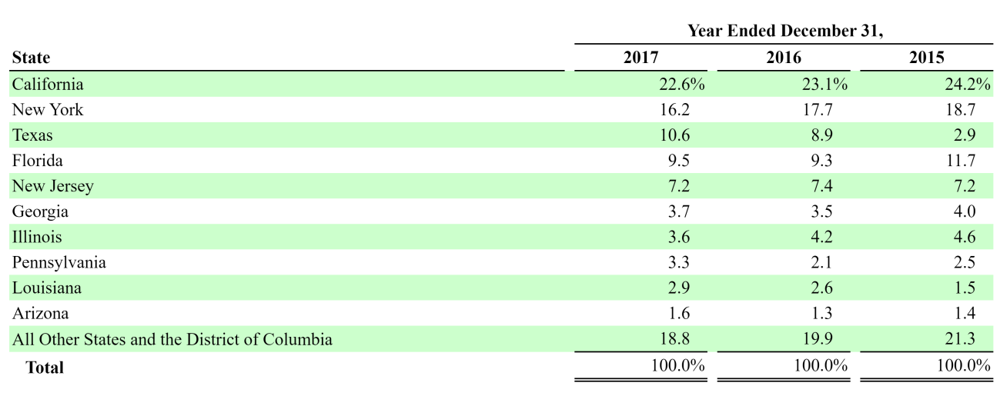 Year Ended December 31,
State 2017 2016 2015
California 22.6% 23.1% 24.2%
New York 16.2 17.7 18.7
Texas 10.6 8.9 2.9
Florida 9.5 9.3 11.7
New Jersey 7.2 7.4 7.2
Georgia 3.7 3.5 4.0
Illinois 3.6 4.2 4.6
Pennsylvania 3.3 2.1 2.5
Louisiana 2.9 2.6 1.5
Arizona 1.6 1.3 1.4
All Other States and the District of Columbia 18.8 19.9 21.3
Total 100.0% 100.0% 100.0%